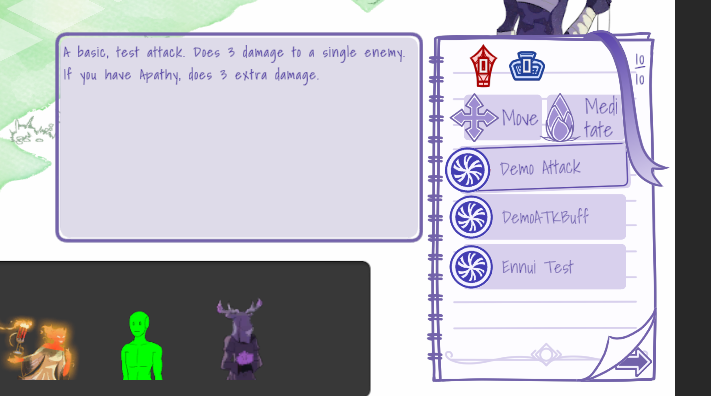 A basic, test attack. Does 3 damage to a single enemy.
If you have Apathy, does 3 extra damage.
10
10
Move
Medi
tate
Demo Attack
DemoATKBuff
Ennui Test